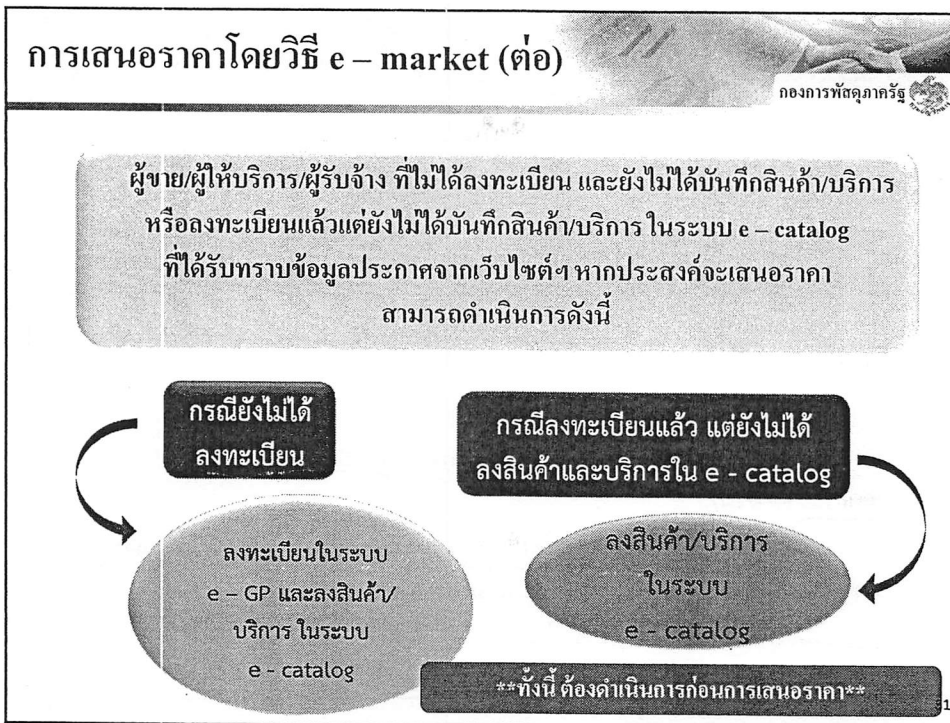 การเสนอราคาโดยวิธี e – market (ต่อ)
กองการพัสดุภาครัฐ
ผู้ขาย/ผู้ให้บริการ/ผู้รับจ้าง ที่ไม่ได้ลงทะเบียน และยังไม่ได้บันทึกสินค้า/บริการ
หรือลงทะเบียนแล้วแต่ยังไม่ได้บันทึกสินค้า/บริการ ในระบบ e – catalog
ที่ได้รับทราบข้อมูลประกาศจากเว็บไซต์ฯ หากประสงค์จะเสนอราคา
สามารถดำเนินการดังนี้
กรณียังไม่ได้
ลงทะเบียน
ลงทะเบียนในระบบ
e – GP และลงสินค้า/
บริการ ในระบบ
e - catalog
กรณีลงทะเบียนแล้ว แต่ยังไม่ได้
ลงสินค้าและบริการใน e - catalog
ลงสินค้า/บริการ
ในระบบ
e - catalog
**ทั้งนี้ ต้องดำเนินการก่อนการเสนอราคา**